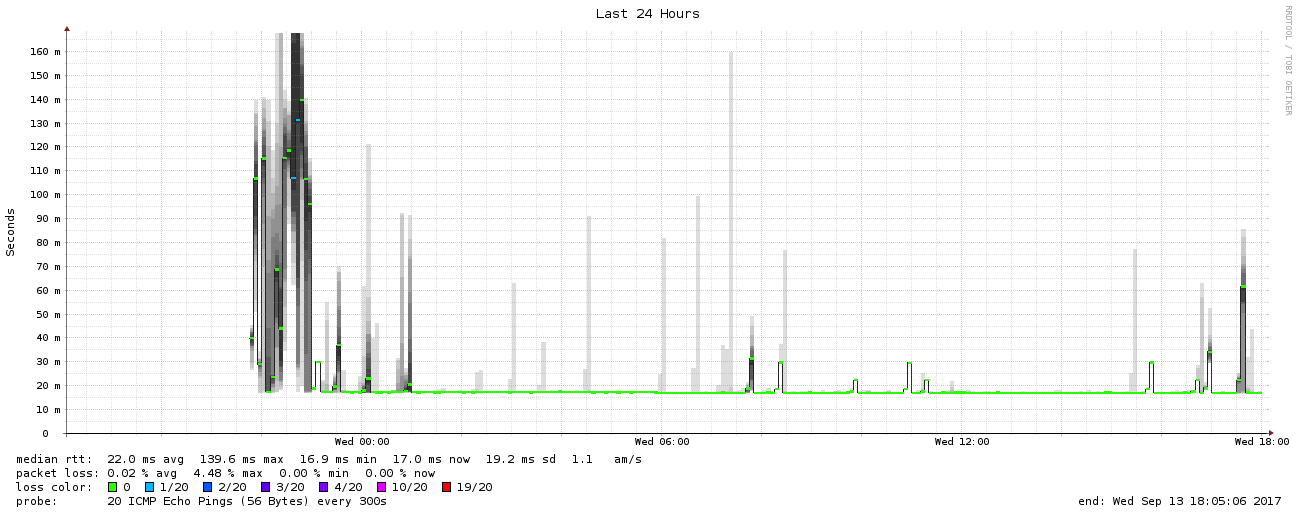 Last 24 Hours
RRDTOOL / TOBI OETIKER
Seconds
160 m
150 m
140 m
130 m
120 m
110 m
100 m
90 m
80 m
70 m
60 m
50 m
40 m
30 m
20 m
10 m
0
Wed 00:00 Wed 06:00 Wed 12:00 Wed 18:00
median rtt: 22.0 ms avg 139.6 ms max 16.9 ms min 17.0 ms now 19.2 ms sd 1.1 am/s
packet loss: 0.02 % avg 4.48 % max 0.00 % min 0.00 % now
loss color: 0 1/20 2/20 3/20 4/20 10/20 19/20
probe: 20 ICMP Echo Pings (56 Bytes) every 300s end: Wed Sep 13 18:05:06 2017